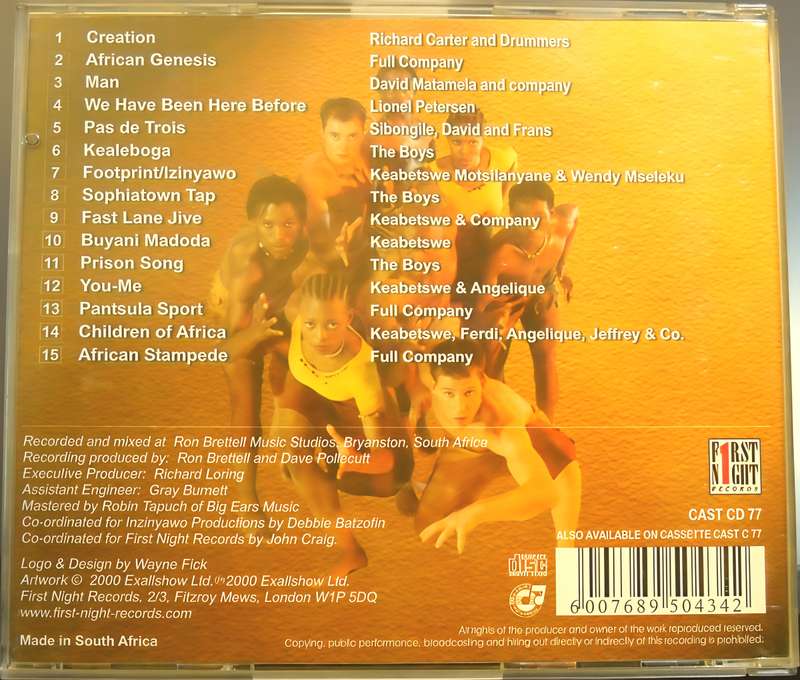 1 Creation Richard Carter and Drummers
2 African Genesis Full Company
3 Man David Matamela and company
4 We Have Been Here Before Lionel Petersen
5 Pas de Trois Sibongile, David and Frans
6 Kealeboga The Boys
7 Footprint/Izinyawo Keabetswe Motsilanyane & Wendy Mseleku
8 Sophiatown Tap The Boys
9 Fast Lane Jive Keabetswe & Company
10 Buyani Madoda Keabetswe
11 Prison Song The Boys
12 You-Me Keabetswe & Angelique
13 Pantsula Sport Full Company
14 Children of Africa Keabetswe, Ferdi, Angelique, Jeffrey & Co.
15 African Stampede Full Company
Recorded and mixed at Ron Brettell Music Studios, Bryanston, South Africa
Recording produced by: Ron Brettell and Dave Pollecutt
Executive Producer: Richard Loring
Assistant Engineer: Gray Burnett
Mastered by Robin Tapuch of Big Ears Music
Co-ordinated for Inzinyawo Productions by Debbie Batzofin
Co-ordinated for First Night Records by John Craig.
Logo & Design by Wayne Fick
Artwork © 2000 Exallshow Ltd. ℗ 2000 Exallshow Ltd.
First Night Records. 2/3, Fitzroy Mews, London W1P 5DQ
www.first-night-records.com
Made in South Africa
F1RST
N1GHT
RECORDS
CAST CD 77
ALSO AVAILABLE ON CASSETTE CAST C 77
COMPACT
disc
DIGITAL AUDIO
6 007689 504342
All rights of the producer and owner of the work reproduced reserved.
Copying, public performance, broadcasting and hiring out directly or indirectly of this recording is prohibited.